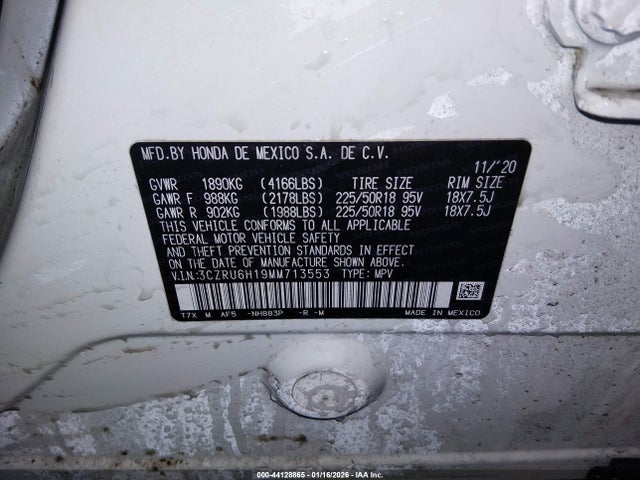 MFD.BY HONDA DE MEXICO S.A. DE C.V.
11/'20
GVWR 1890KG (4166LBS) TIRE SIZE RIM SIZE
GAWR F 988KG (2178LBS) 225/50R18 95V 18X7.5J
GAWR R 902KG (1988LBS) 225/50R18 95V 18X7.5J
THIS VEHICLE CONFORMS TO ALL APPLICABLE
FEDERAL MOTOR VEHICLE SAFETY
AND THEFT PREVENTION STANDARDS IN EFFECT
ON THE DATE OF MANUFACTURE SHOWN ABOVE.
V.I.N:3CZRU6H19MM713553 TYPE: MPV
T7X M AF5 -NH883P -R -M
MADE IN MEXICO
000-44128865 - 01/16/2026 - IAA Inc.